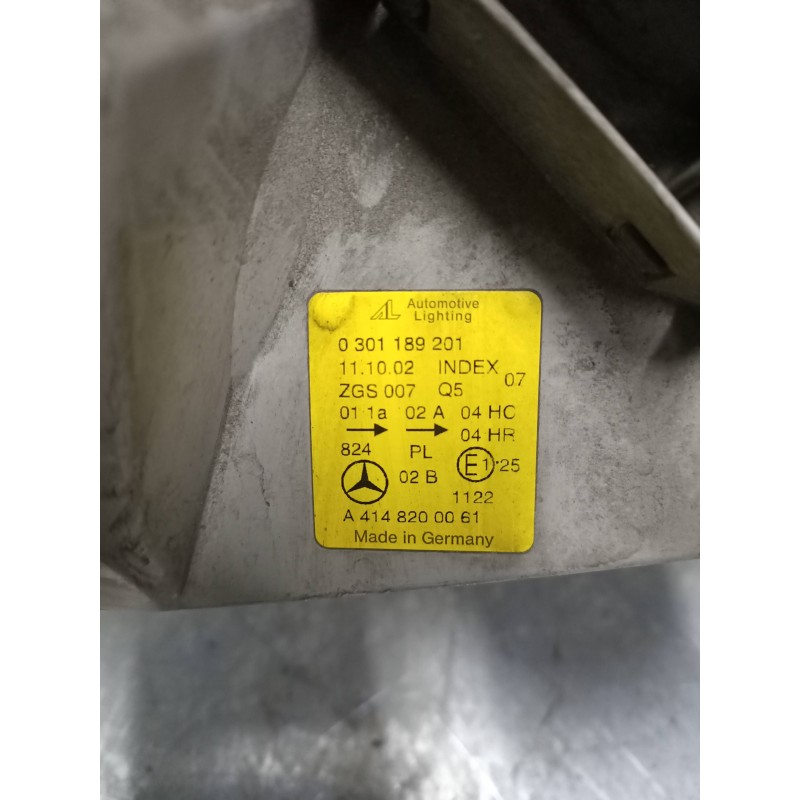 AL Automotive
Lighting
0 301 189 201
11.10.02 INDEX 07
ZGS 007 Q5
01 1a 02 A 04 HC
04 HR
824 PL
02 B E1 25
1122
A 414 820 00 61
Made in Germany